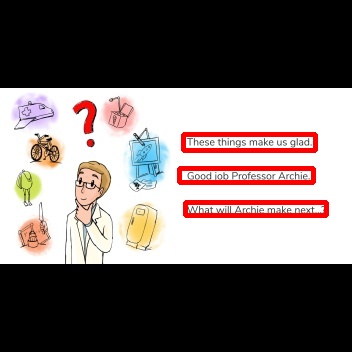 These things make us glad.
Good job Professor Archie.
What will Archie make next...?